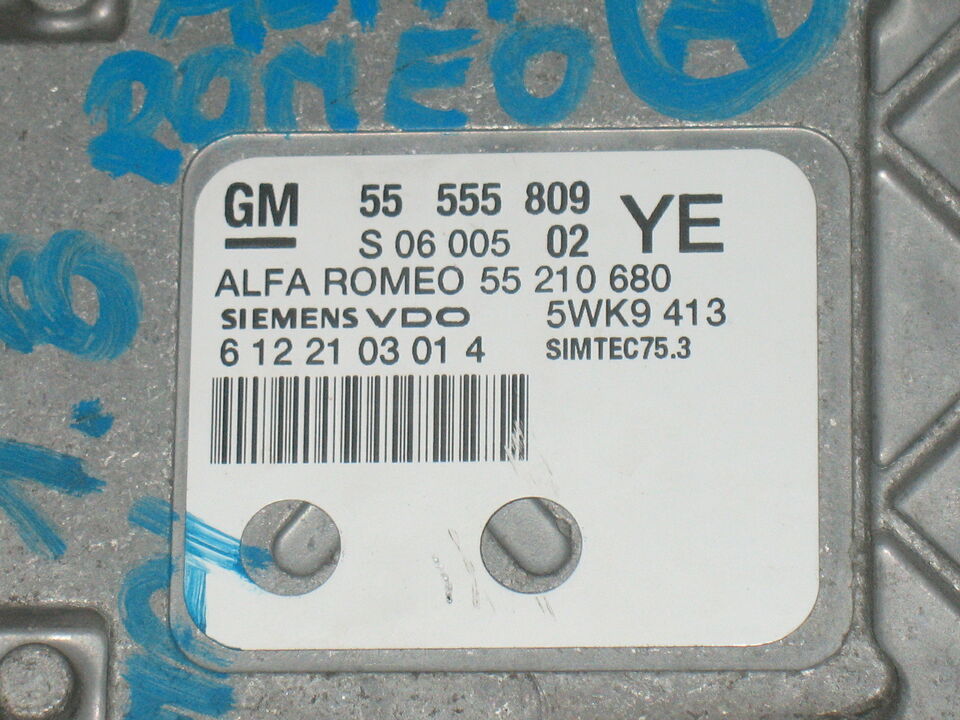 ALFA
ROMEO A
GM 55 555 809 YE
S 06 005 02
ALFA ROMEO 55 210 680
SIEMENS VDO 5WK9 413
6 12 21 03 01 4 SIMTEC75.3